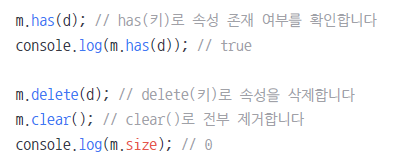 m.has(d); // has(키)로 속성 존재 여부를 확인합니다
console.log(m.has(d)); // true
m.delete(d); // delete(키)로 속성을 삭제합니다
m.clear(); // clear()로 전부 제거합니다
console.log(m.size); // 0